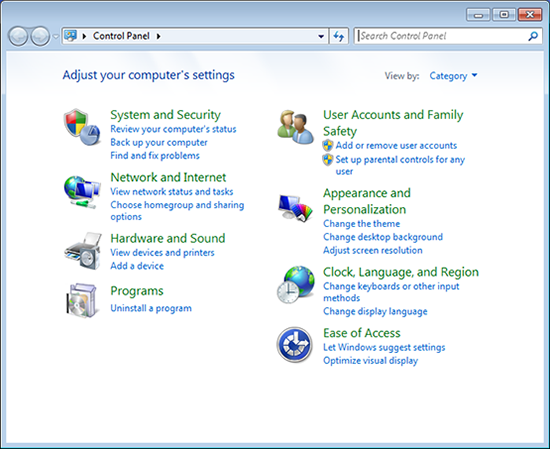 Control Panel
Search Control Panel
Adjust your computer's settings
View by: Category
System and Security
Review your computer's status
Back up your computer
Find and fix problems
Network and Internet
View network status and tasks
Choose homegroup and sharing
options
Hardware and Sound
View devices and printers
Add a device
Programs
Uninstall a program
User Accounts and Family
Safety
Add or remove user accounts
Set up parental controls for any
user
Appearance and
Personalization
Change the theme
Change desktop background
Adjust screen resolution
Clock, Language, and Region
Change keyboards or other input
methods
Change display language
Ease of Access
Let Windows suggest settings
Optimize visual display